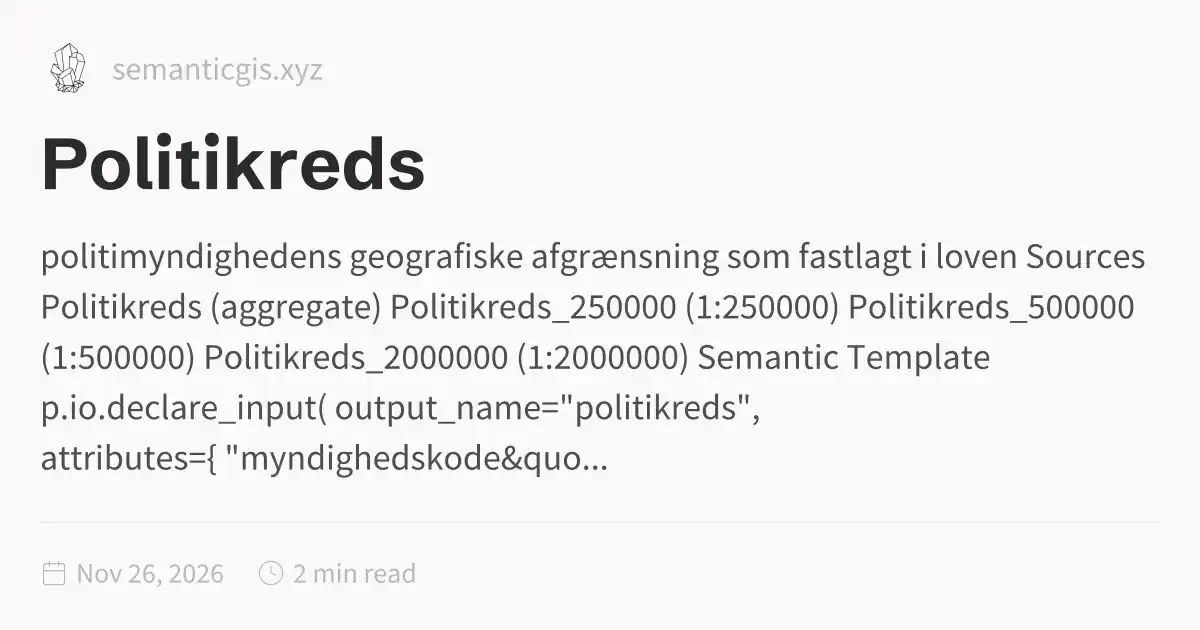 semanticgis.xyz
Politikreds
politimyndighedens geografiske afgrænsning som fastlagt i loven Sources
Politikreds (aggregate) Politikreds_250000 (1:250000) Politikreds_500000
(1:500000) Politikreds_2000000 (1:2000000) Semantic Template
p.io.declare_input( output_name="politikreds",
attributes={ "myndighedskode&quo...
Nov 26, 2026 2 min read